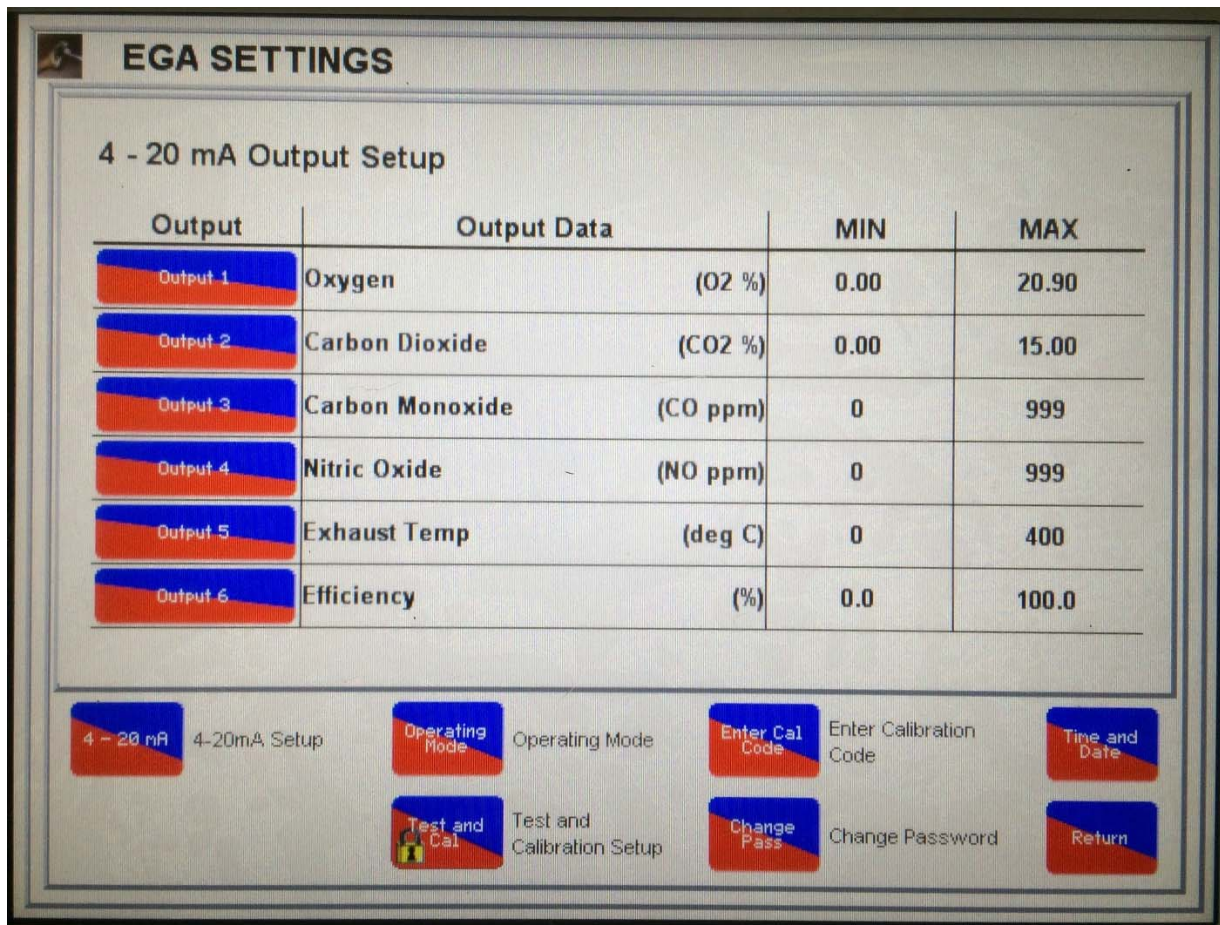 EGA SETTINGS
4 - 20 mA Output Setup
Output Output Data MIN MAX
Output 1 Oxygen (O2 %) 0.00 20.90
Output 2 Carbon Dioxide (CO2 %) 0.00 15.00
Output 3 Carbon Monoxide (CO ppm) 0 999
Output 4 Nitric Oxide (NO ppm) 0 999
Output 5 Exhaust Temp (deg C) 0 400
Output 6 Efficiency (%) 0.0 100.0
4 - 20 mA 4-20mA Setup
Operating
Mode
Operating Mode
Enter Cal
Code
Enter Calibration
Code
Time and
Date
Test and
Cal
Test and
Calibration Setup
Change
Pass
Change Password
Return